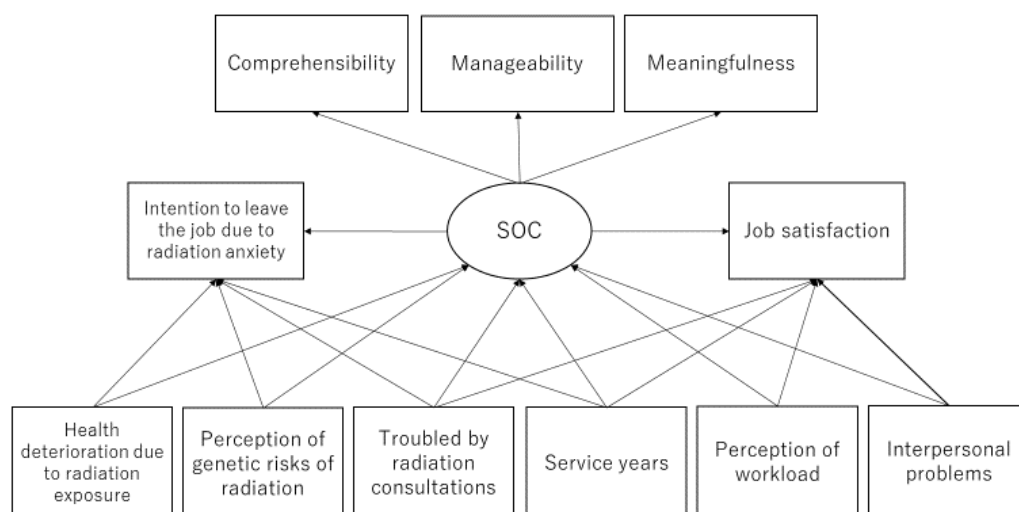 Comprehensibility
Manageability
Meaningfulness
Intention to leave
the job due to
radiation anxiety
SOC
Job satisfaction
Health
deterioration due
to radiation
exposure
Perception of
genetic risks of
radiation
Troubled by
radiation
consultations
Service years
Perception of
workload
Interpersonal
problems